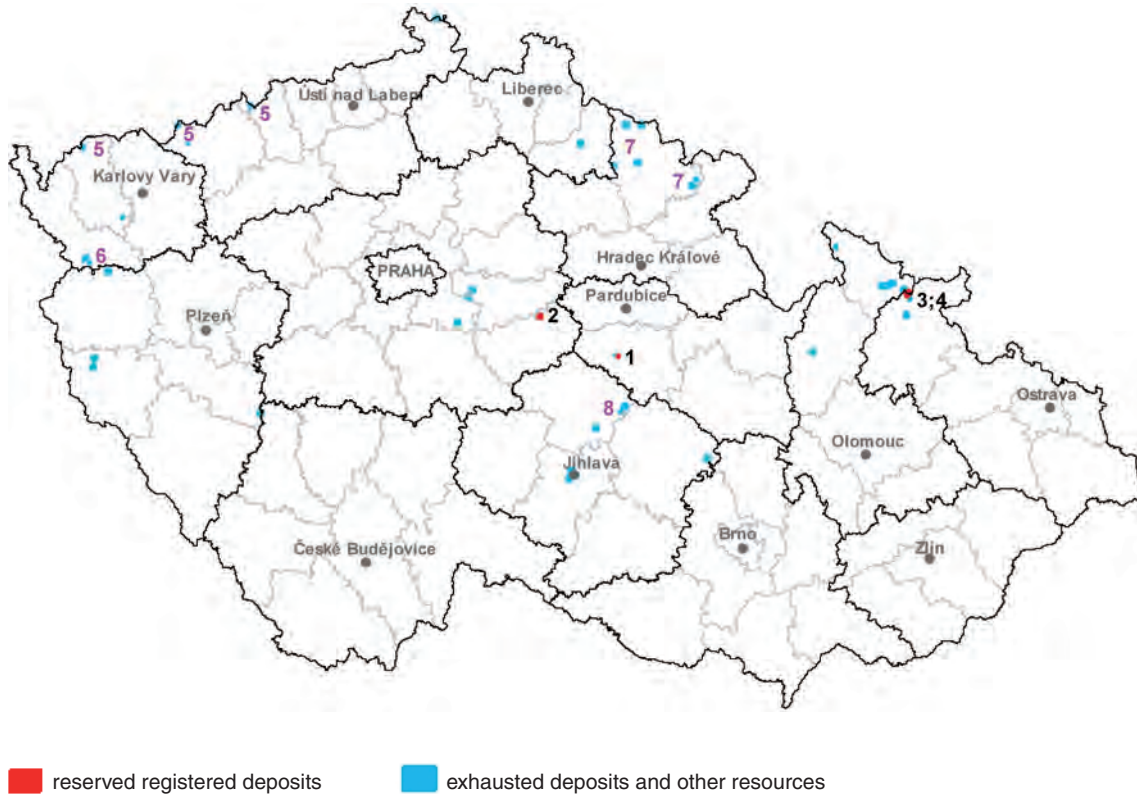 Ústí nad Labem
Liberec
5
5
5
7
Karlovy Vary
7
6
PRAHA
Hradec Králové
Pardubice
3;4
Plzeň
2
1
8
Ostrava
Olomouc
Jihlava
Brno
České Budějovice
Zlín
reserved registered deposits
exhausted deposits and other resources